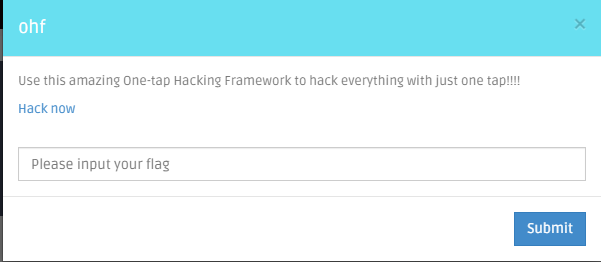 ohf
×
Use this amazing One-tap Hacking Framework to hack everything with just one tap!!!!
Hack now
Please input your flag
Submit